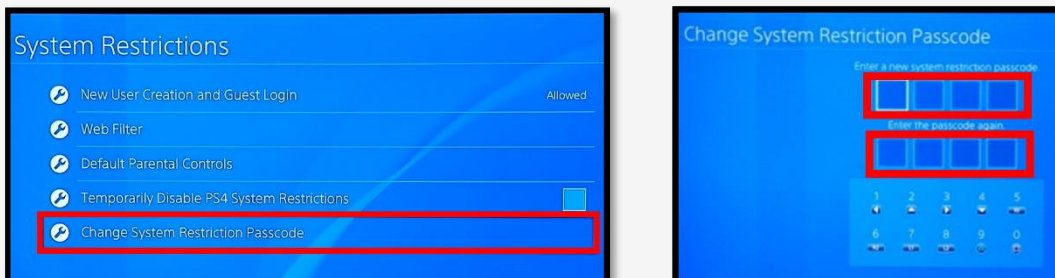 System Restrictions
New User Creation and Guest Login Allowed
Web Filter
Default Parental Controls
Temporarily Disable PS4 System Restrictions
Change System Restriction Passcode
Change System Restriction Passcode
Enter a new system restriction passcode.
Enter the passcode again.
1 2 3 4 5
6 7 8 9 0